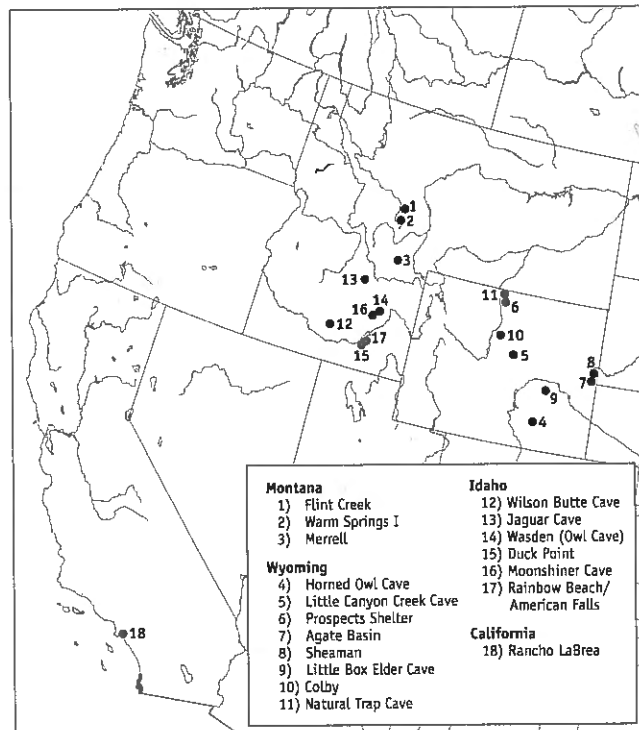 1
2
3
13
14
16
12
17
15
11
6
10
5
8
7
9
4
18
Montana
1) Flint Creek
2) Warm Springs I
3) Merrell
Wyoming
4) Horned Owl Cave
5) Little Canyon Creek Cave
6) Prospects Shelter
7) Agate Basin
8) Sheaman
9) Little Box Elder Cave
10) Colby
11) Natural Trap Cave
Idaho
12) Wilson Butte Cave
13) Jaguar Cave
14) Wasden (Owl Cave)
15) Duck Point
16) Moonshiner Cave
17) Rainbow Beach/
American Falls
California
18) Rancho LaBrea